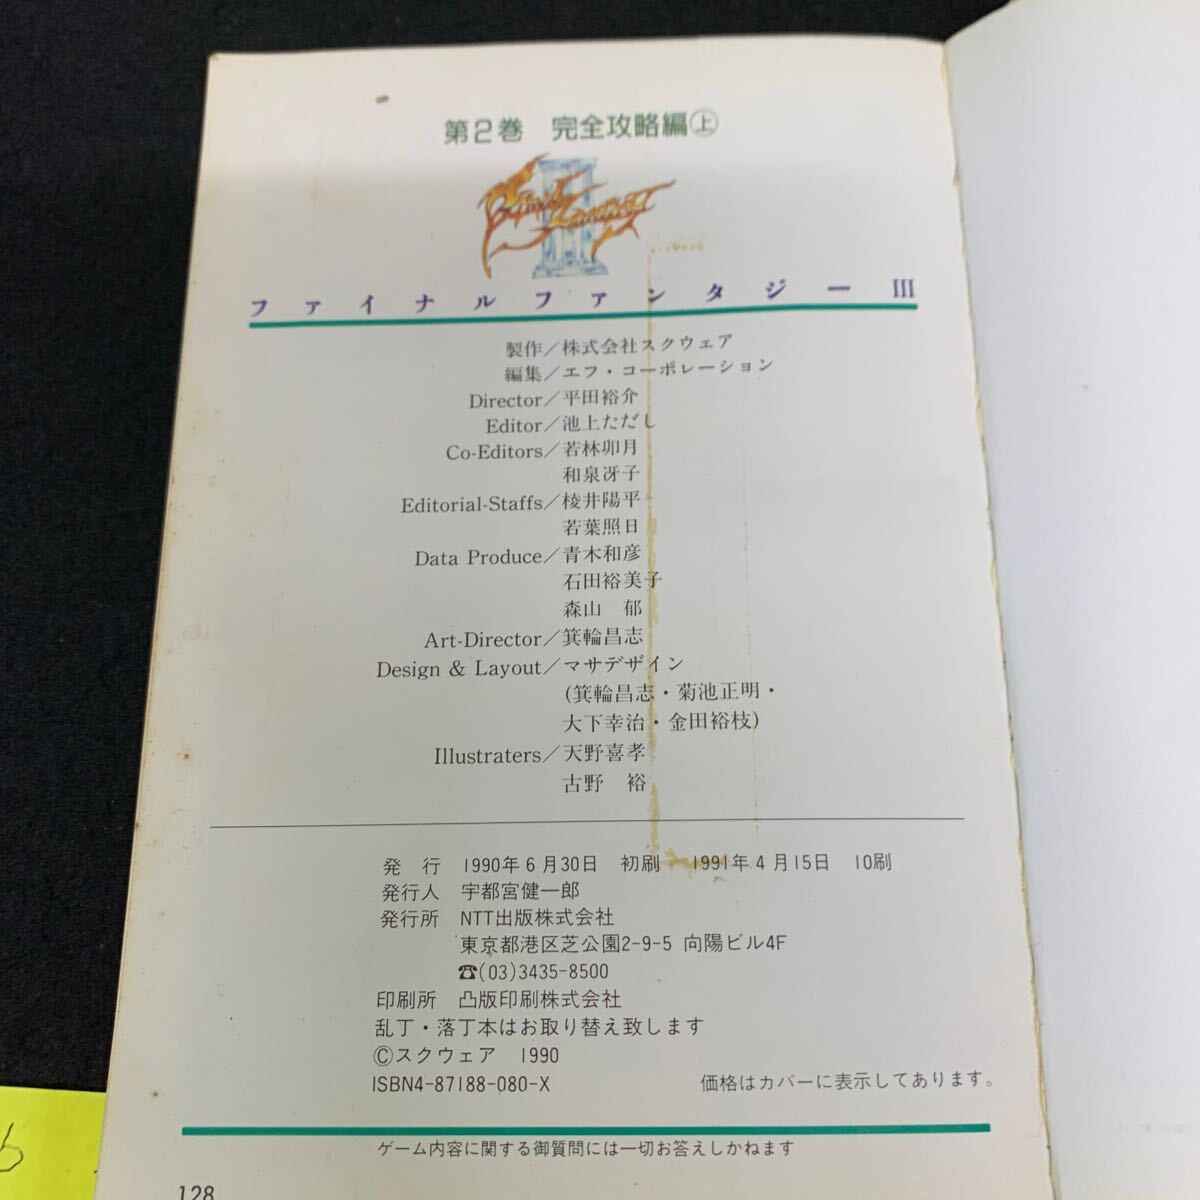 第2巻 完全攻略編㊤
FINAL FANTASY III
ファイナルファンタジーIII
製作／株式会社スクウェア
編集／エフ・コーポレーション
Director／平田裕介
Editor／池上ただし
Co-Editors／若林卯月
和泉冴子
Editorial-Staffs／棱井陽平
若葉照日
Data Produce／青木和彦
石田裕美子
森山 郁
Art-Director／箕輪昌志
Design & Layout／マサデザイン
(箕輪昌志・菊池正明・
大下幸治・金田裕枝)
Illustraters／天野喜孝
古野 裕
発 行 1990年6月30日 初刷 1991年4月15日 10刷
発行人 宇都宮健一郎
発行所 NTT出版株式会社
東京都港区芝公園2-9-5 向陽ビル4F
☎(03)3435-8500
印刷所 凸版印刷株式会社
乱丁・落丁本はお取り替え致します
©スクウェア 1990
ISBN4-87188-080-X 価格はカバーに表示してあります。
ゲーム内容に関する御質問には一切お答えしかねます
128